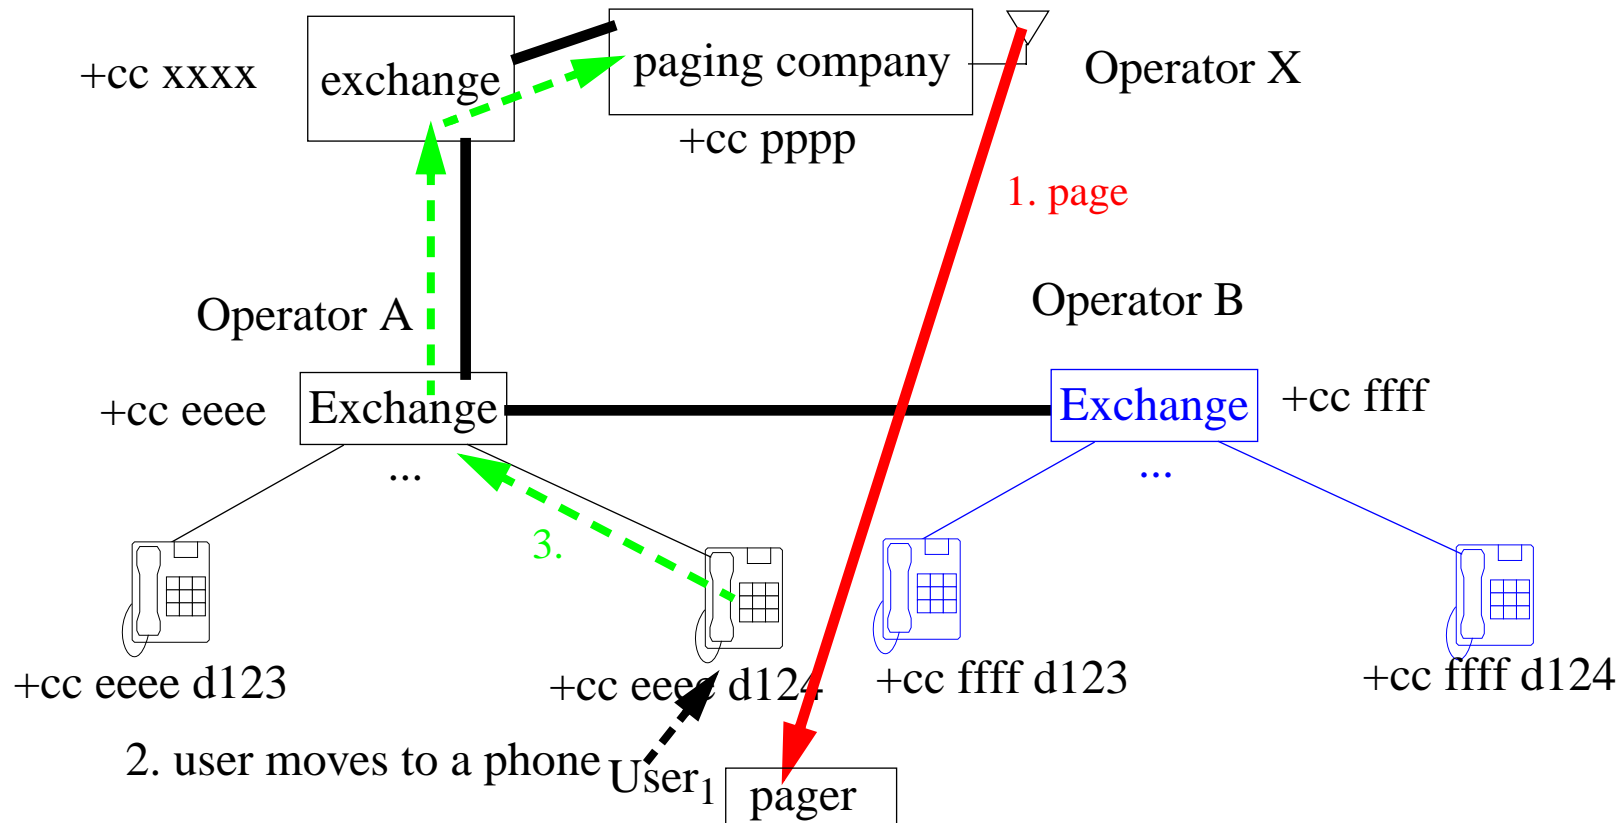 +cc xxxx
exchange
paging company
Operator X
+cc pppp
1. page
Operator A
Operator B
+cc eeee
Exchange
Exchange
+cc ffff
...
...
3.
+cc eeee d123
+cc eeee d124
+cc ffff d123
+cc ffff d124
2. user moves to a phone
User1
pager